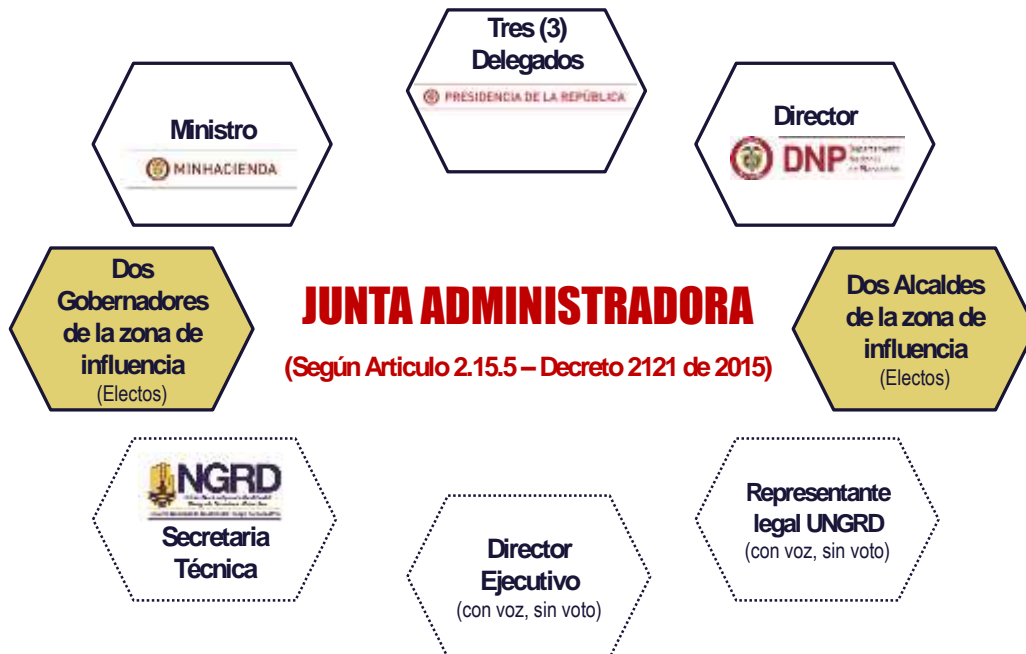 Tres (3)
Delegados
PRESIDENCIA DE LA REPÚBLICA
Ministro
MINHACIENDA
Director
DNP
Dos
Gobernadores
de la zona de
influencia
(Electos)
JUNTA ADMINISTRADORA
(Según Articulo 2.15.5 – Decreto 2121 de 2015)
Dos Alcaldes
de la zona de
influencia
(Electos)
NGRD
Secretaria
Técnica
Director
Ejecutivo
(con voz, sin voto)
Representante
legal UNGRD
(con voz, sin voto)